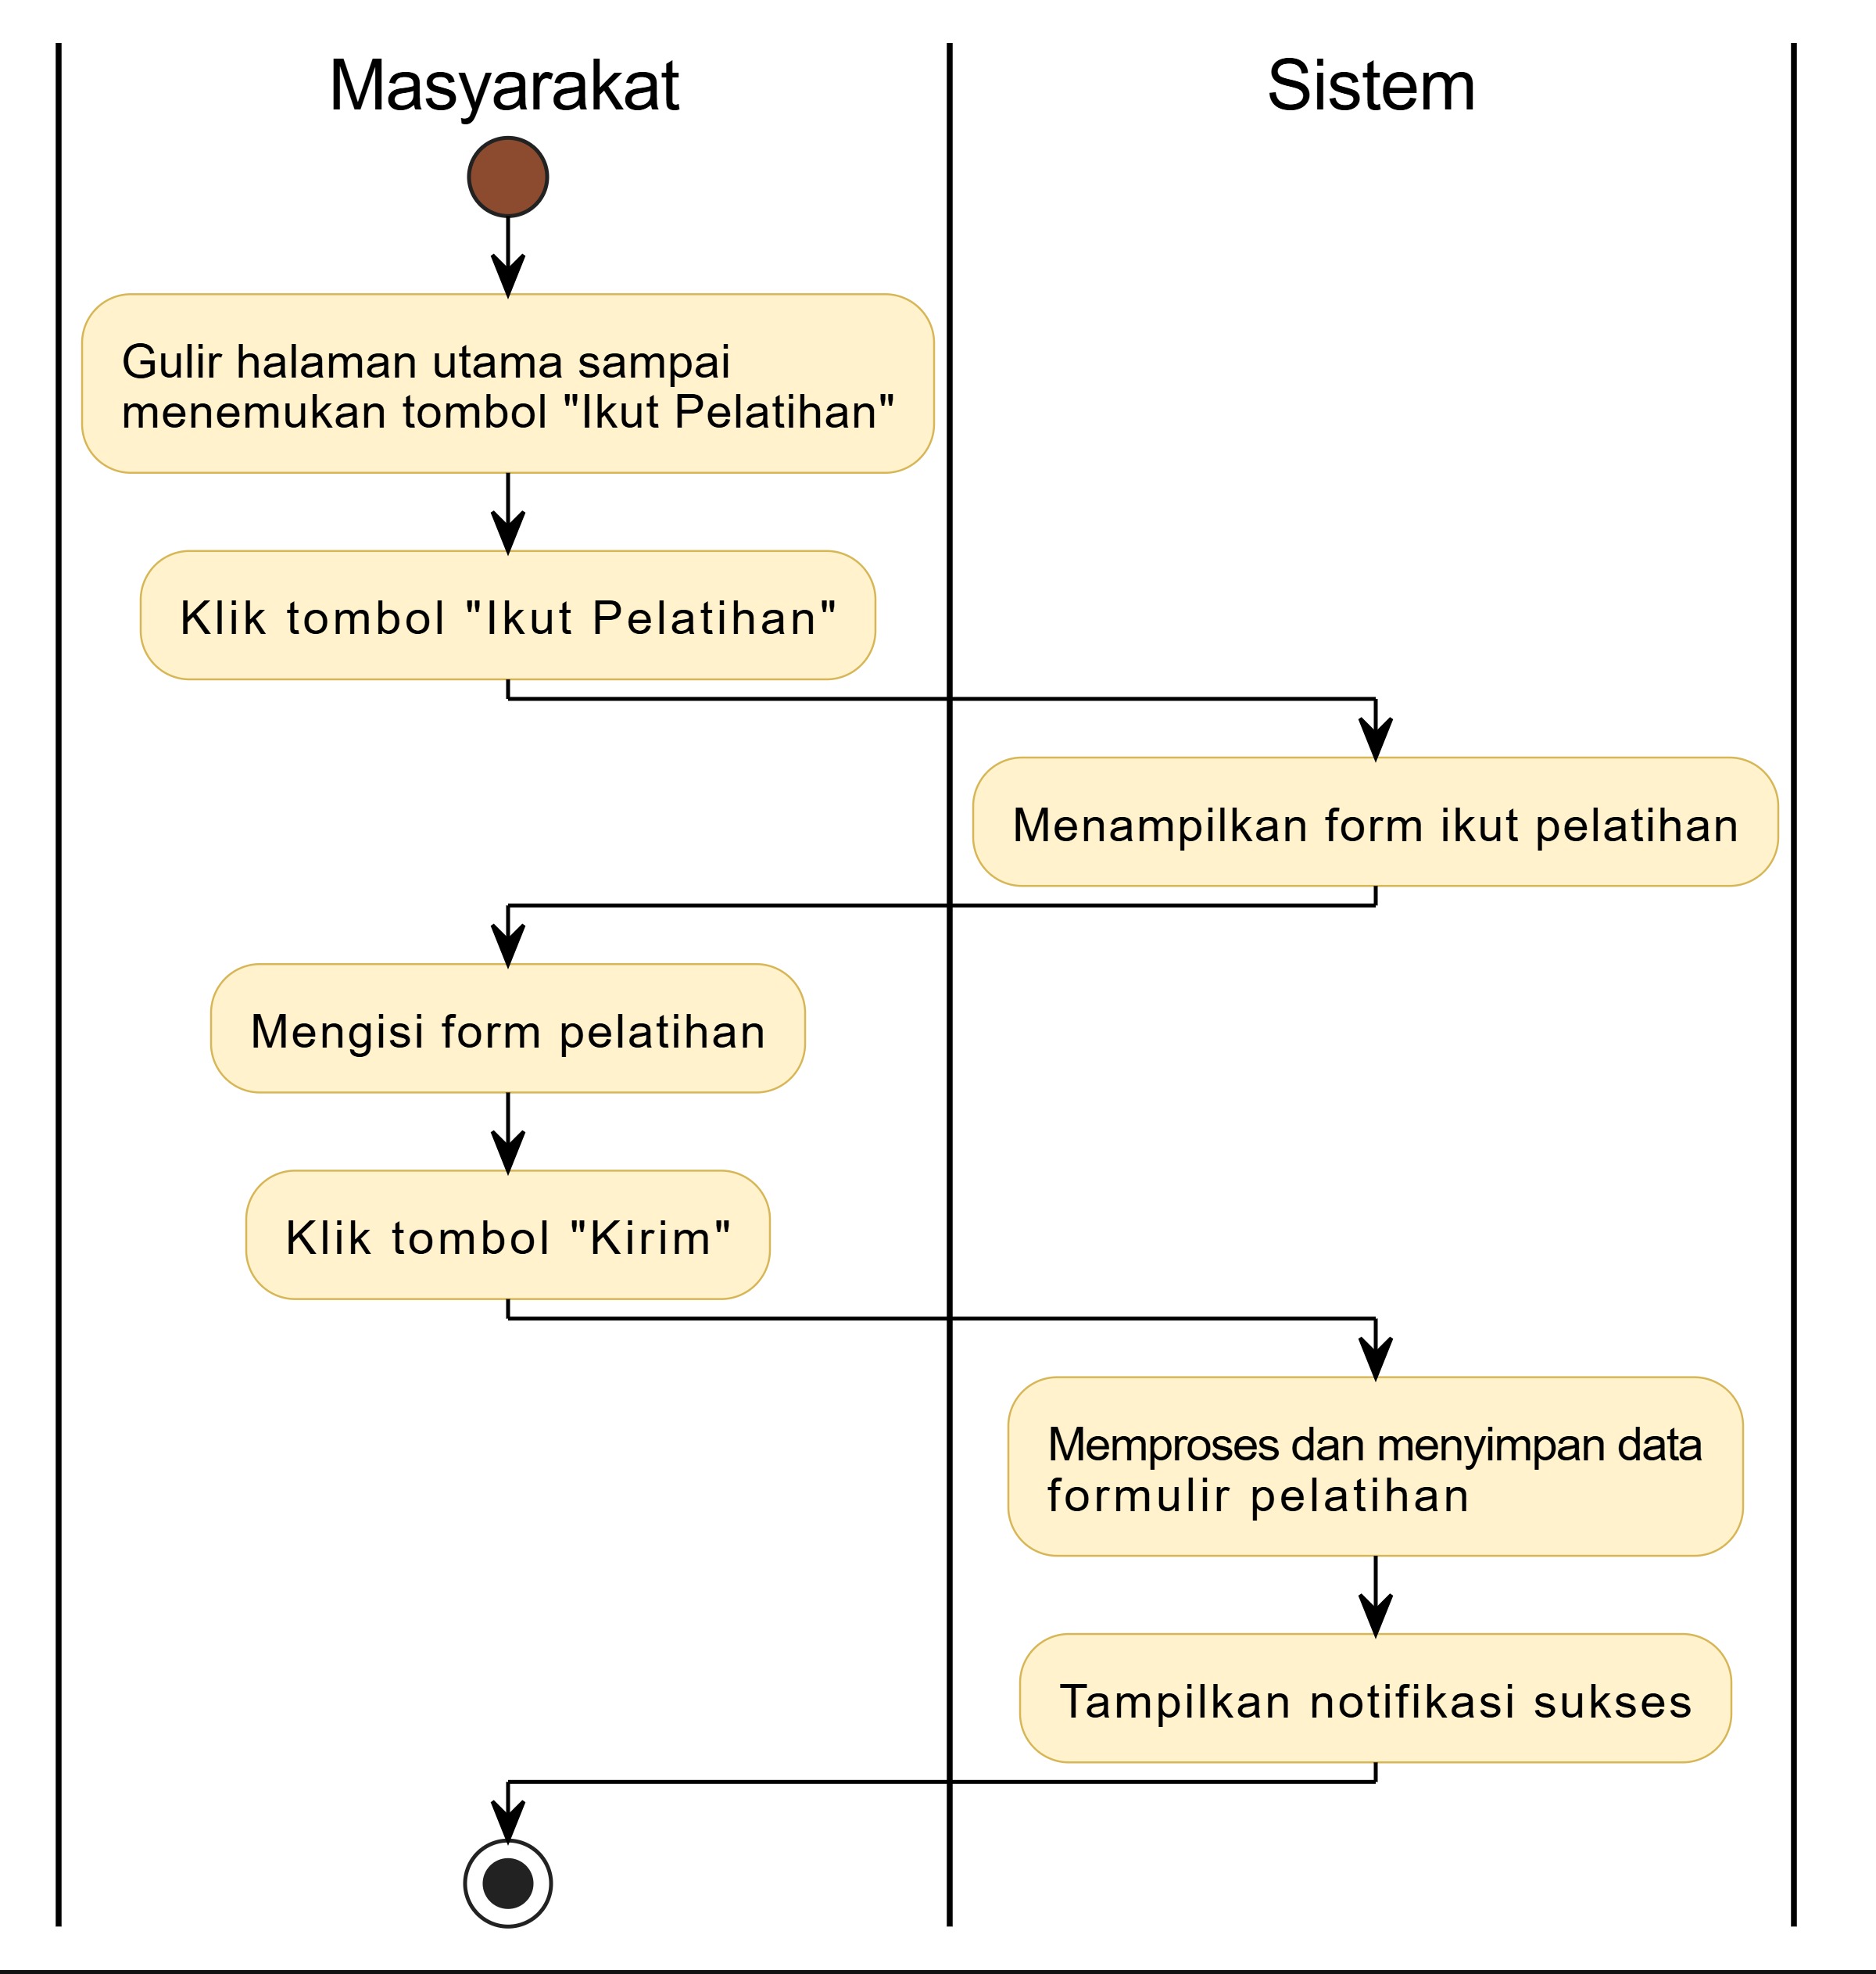 Masyarakat
Sistem
Gulir halaman utama sampai
menemukan tombol "Ikut Pelatihan"
Klik tombol "Ikut Pelatihan"
Menampilkan form ikut pelatihan
Mengisi form pelatihan
Klik tombol "Kirim"
Memproses dan menyimpan data
formulir pelatihan
Tampilkan notifikasi sukses